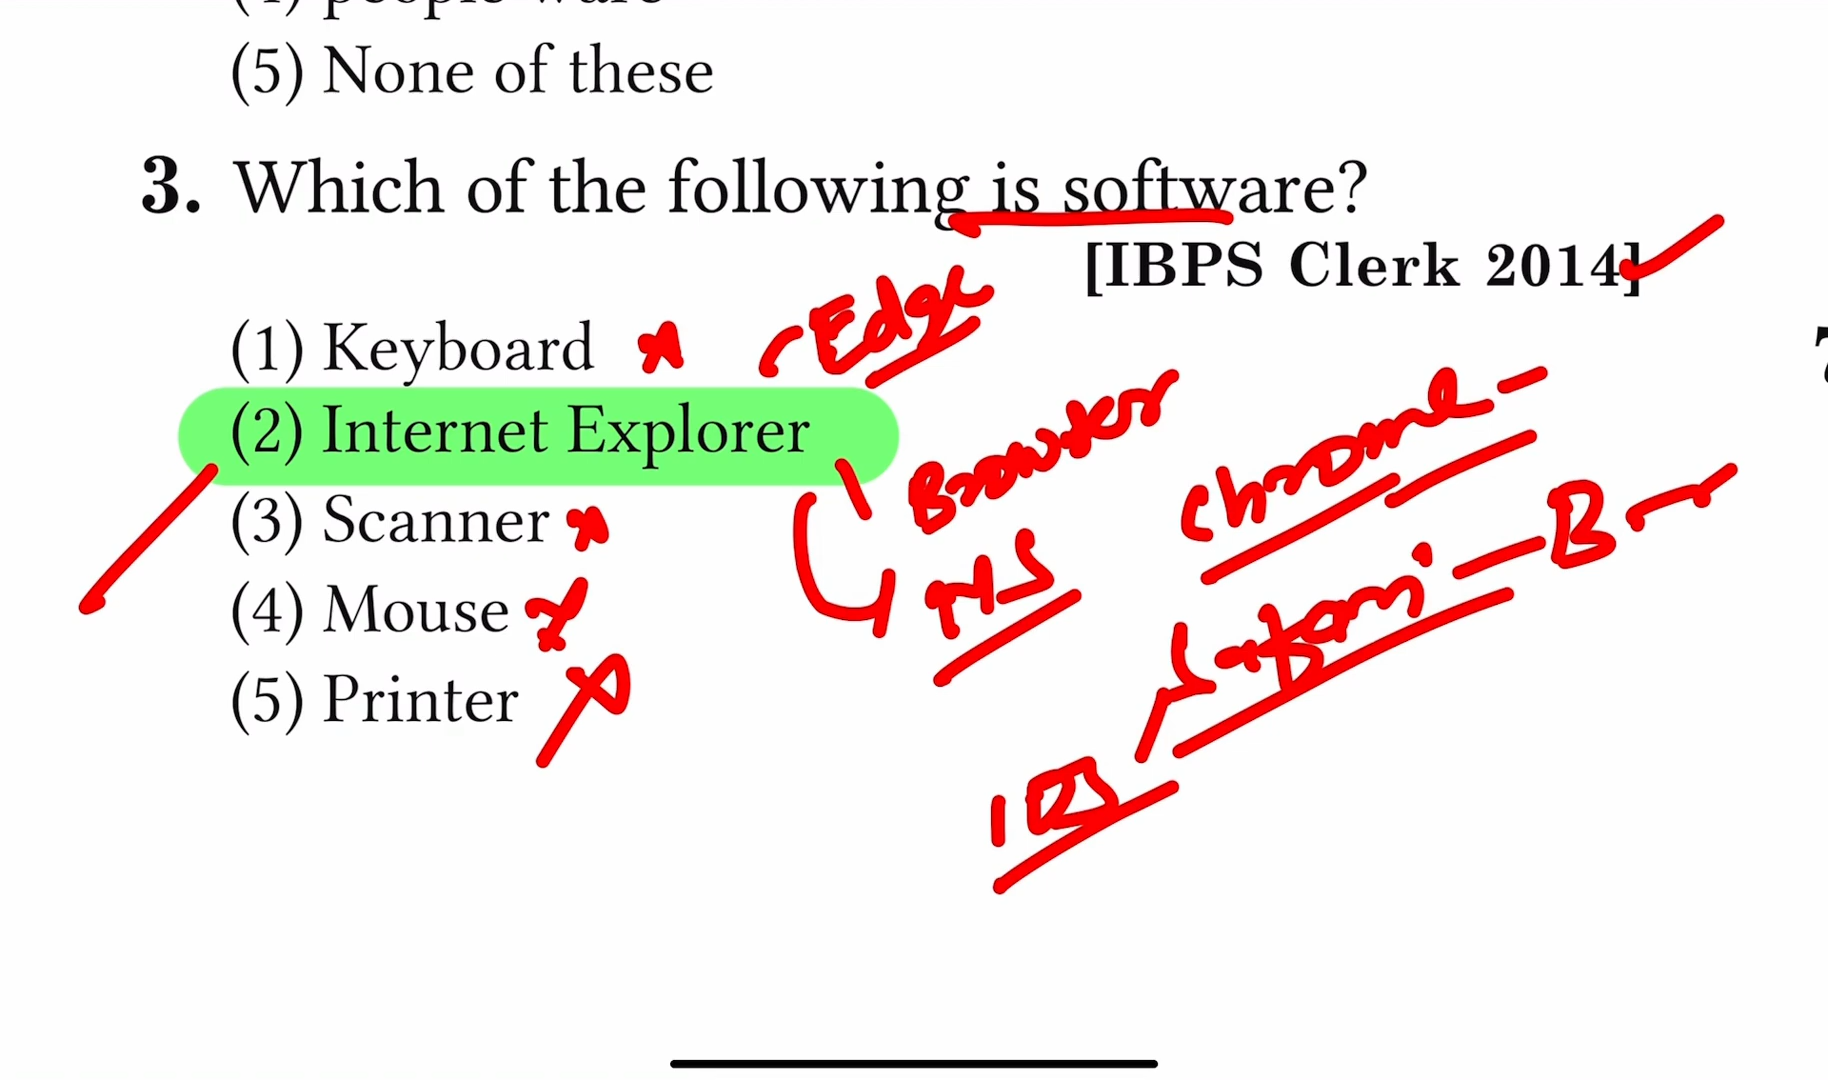 (5) None of these
3. Which of the following is software?
[IBPS Clerk 2014]
(1) Keyboard
Edge
(2) Internet Explorer
Browser
Chrome
(3) Scanner
MS
B
(4) Mouse
Safari
(5) Printer